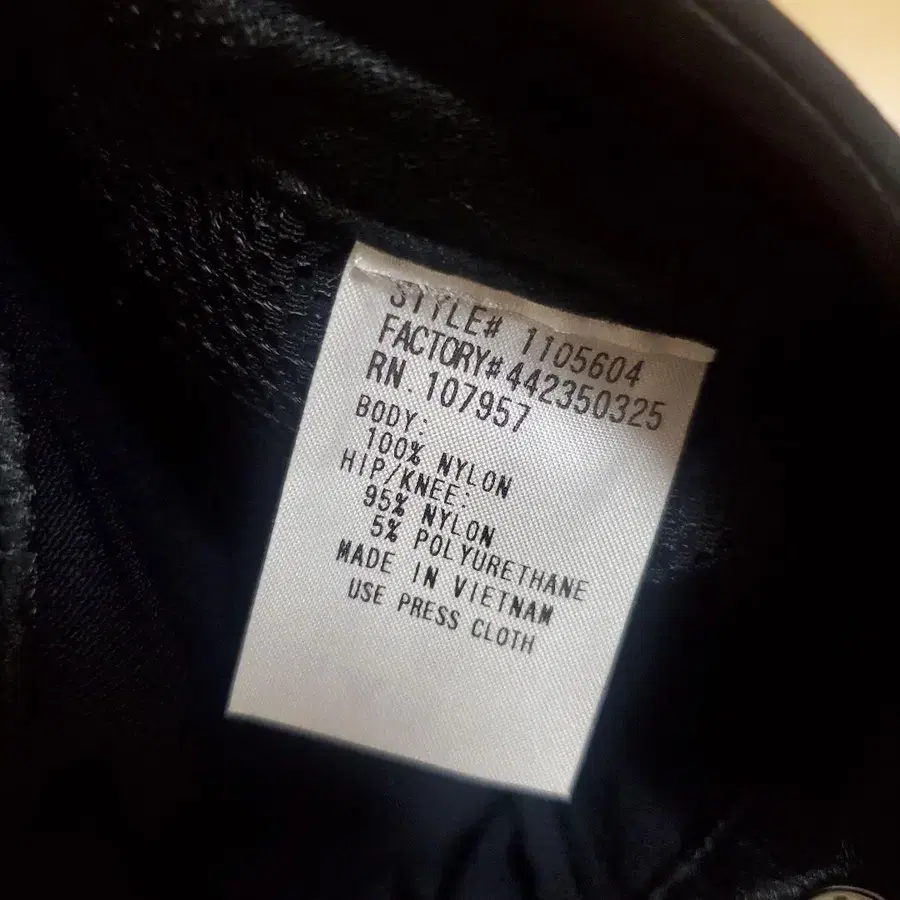 STYLE# 1105604
FACTORY# 442350325
RN. 107957
BODY:
100% NYLON
HIP/KNEE:
95% NYLON
5% POLYURETHANE
MADE IN VIETNAM
USE PRESS CLOTH